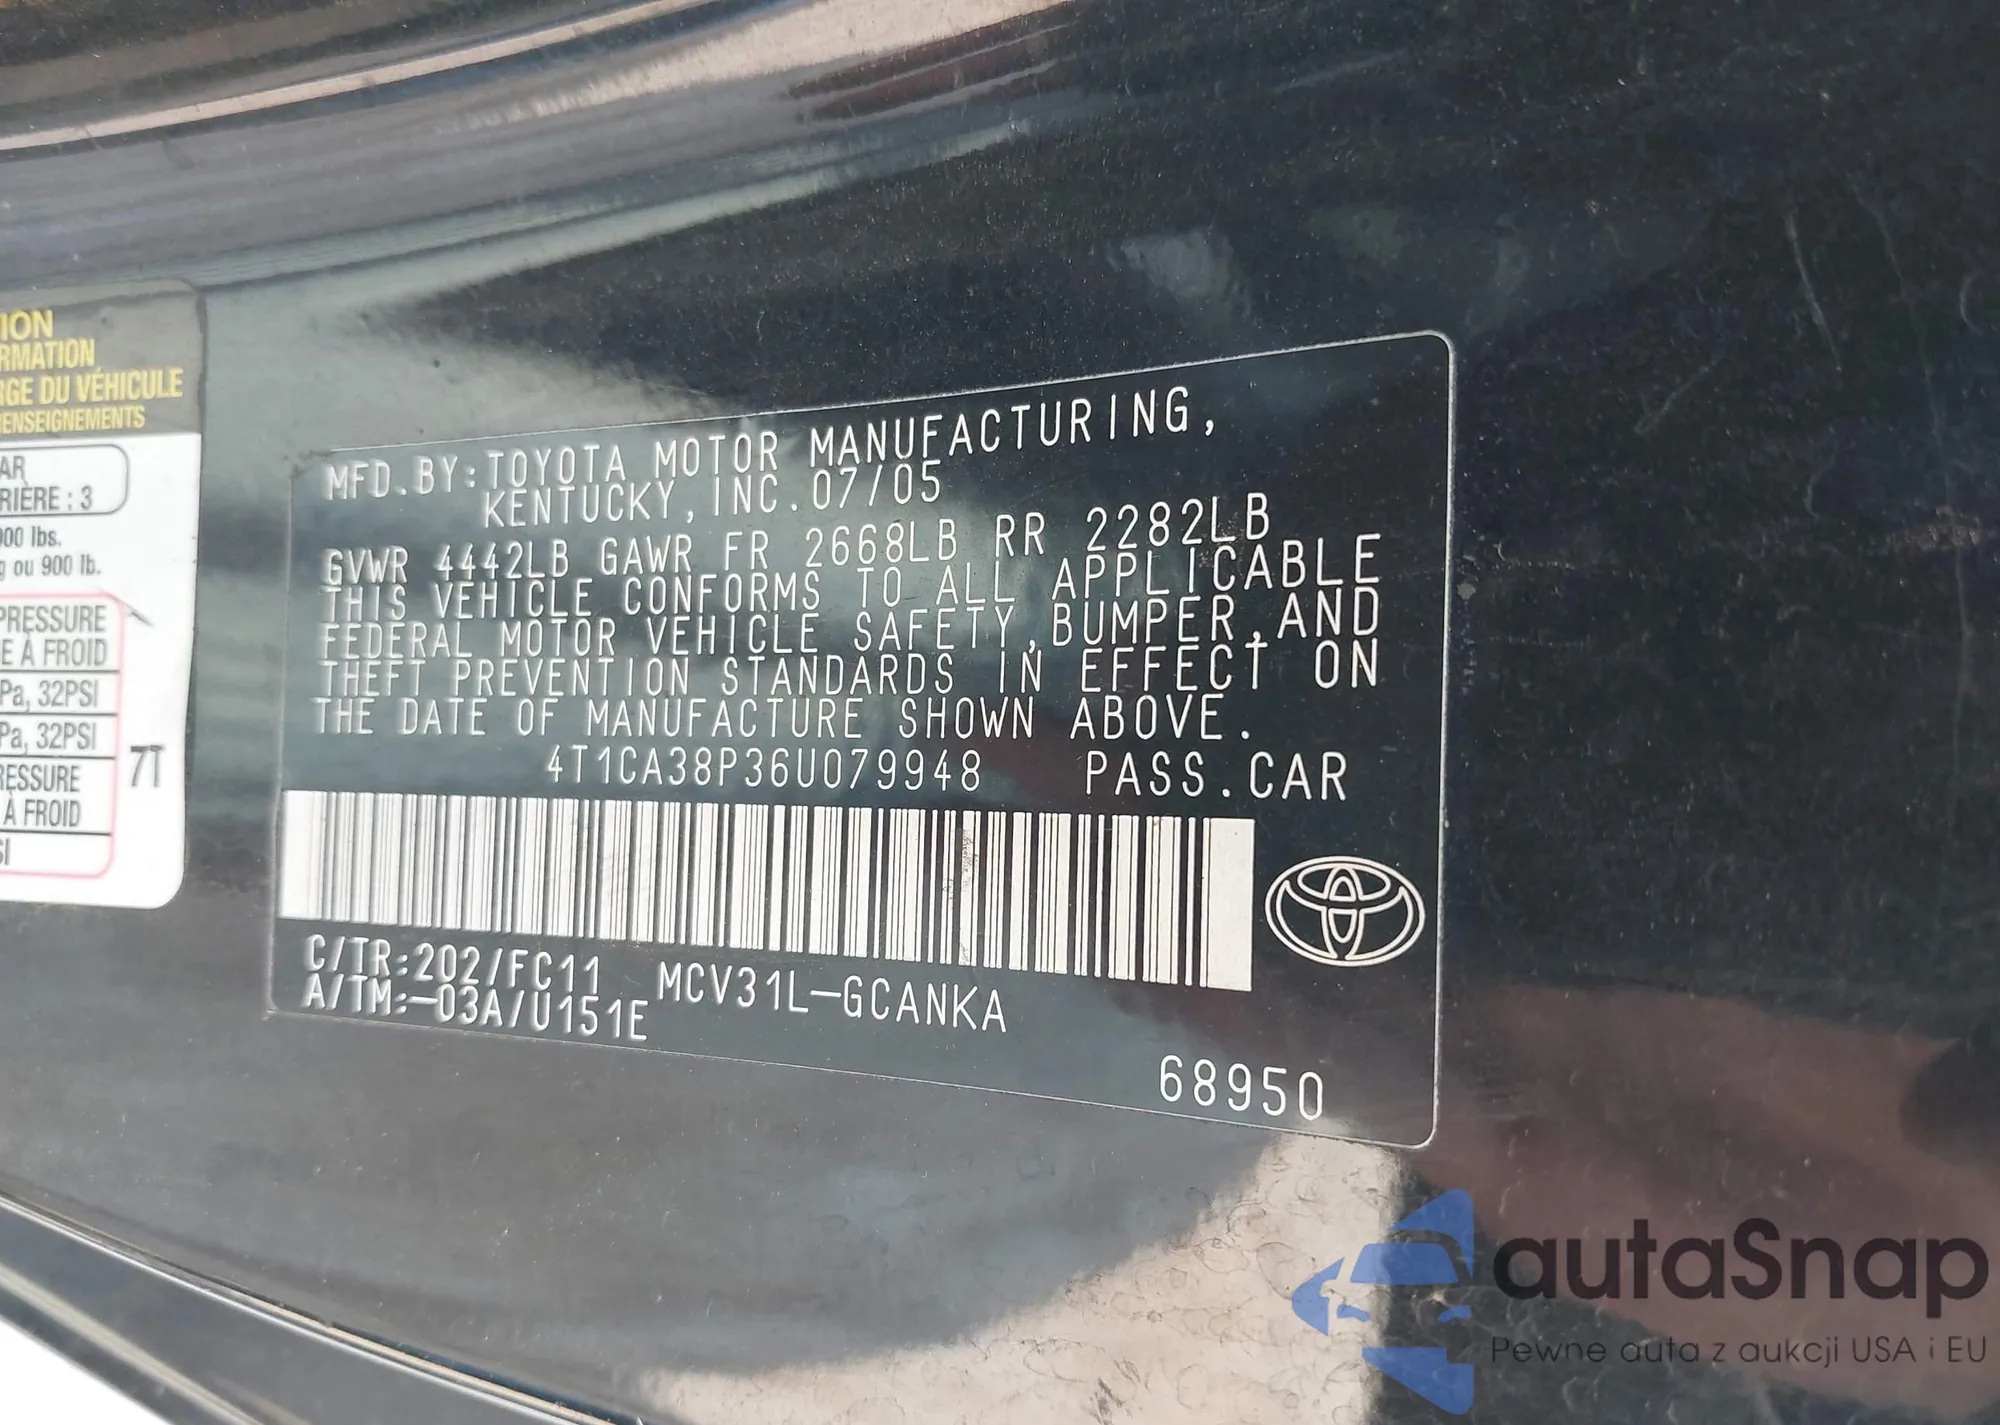 ION
RMATION
RGE DU VÉHICULE
ENSEIGNEMENTS
AR
RIÈRE : 3
900 lbs.
g ou 900 lb.
PRESSURE
E À FROID
Pa, 32PSI
Pa, 32PSI
RESSURE
À FROID
SI
7T
MFD.BY:TOYOTA MOTOR MANUFACTURING,
KENTUCKY, INC.07/05
GVWR 4442LB GAWR FR 2668LB RR 2282LB
THIS VEHICLE CONFORMS TO ALL APPLICABLE
FEDERAL MOTOR VEHICLE SAFETY,BUMPER,AND
THEFT PREVENTION STANDARDS IN EFFECT ON
THE DATE OF MANUFACTURE SHOWN ABOVE.
4T1CA38P36U079948 PASS.CAR
C/TR:202/FC11 MCV31L-GCANKA
A/TM:-03A/U151E
68950
autaSnap
Pewne auta z aukcji USA i EU